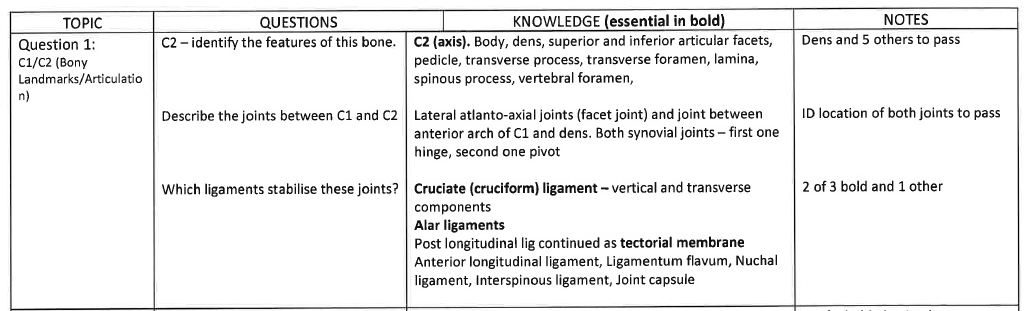 TOPIC QUESTIONS KNOWLEDGE (essential in bold) NOTES
Question 1:
C1/C2 (Bony
Landmarks/Articulatio
n)
C2 – identify the features of this bone.
C2 (axis). Body, dens, superior and inferior articular facets,
pedicle, transverse process, transverse foramen, lamina,
spinous process, vertebral foramen,
Dens and 5 others to pass
Describe the joints between C1 and C2
Lateral atlanto-axial joints (facet joint) and joint between
anterior arch of C1 and dens. Both synovial joints – first one
hinge, second one pivot
ID location of both joints to pass
Which ligaments stabilise these joints?
Cruciate (cruciform) ligament – vertical and transverse
components
Alar ligaments
Post longitudinal lig continued as tectorial membrane
Anterior longitudinal ligament, Ligamentum flavum, Nuchal
ligament, Interspinous ligament, Joint capsule
2 of 3 bold and 1 other